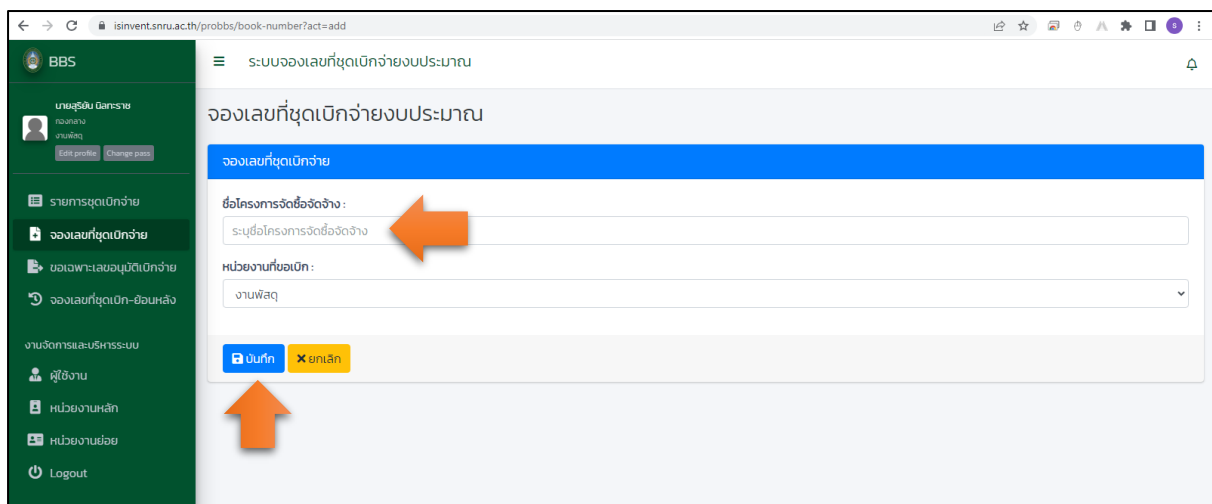 isinvent.snru.ac.th/probbs/book-number?act=add
s
BBS
ระบบจองเลขที่ชุดเบิกจ่ายงบประมาณ
นายสุริยัน นิลทะราช
กองกลาง
งานพัสดุ
Edit profile Change pass
รายการชุดเบิกจ่าย
จองเลขที่ชุดเบิกจ่าย
ขอเฉพาะเลขอนุมัติเบิกจ่าย
จองเลขที่ชุดเบิก-ย้อนหลัง
งานจัดการและบริหารระบบ
ผู้ใช้งาน
หน่วยงานหลัก
หน่วยงานย่อย
Logout
จองเลขที่ชุดเบิกจ่ายงบประมาณ
จองเลขที่ชุดเบิกจ่าย
ชื่อโครงการจัดซื้อจัดจ้าง :
ระบุชื่อโครงการจัดซื้อจัดจ้าง
หน่วยงานที่ขอเบิก :
งานพัสดุ
บันทึก ยกเลิก